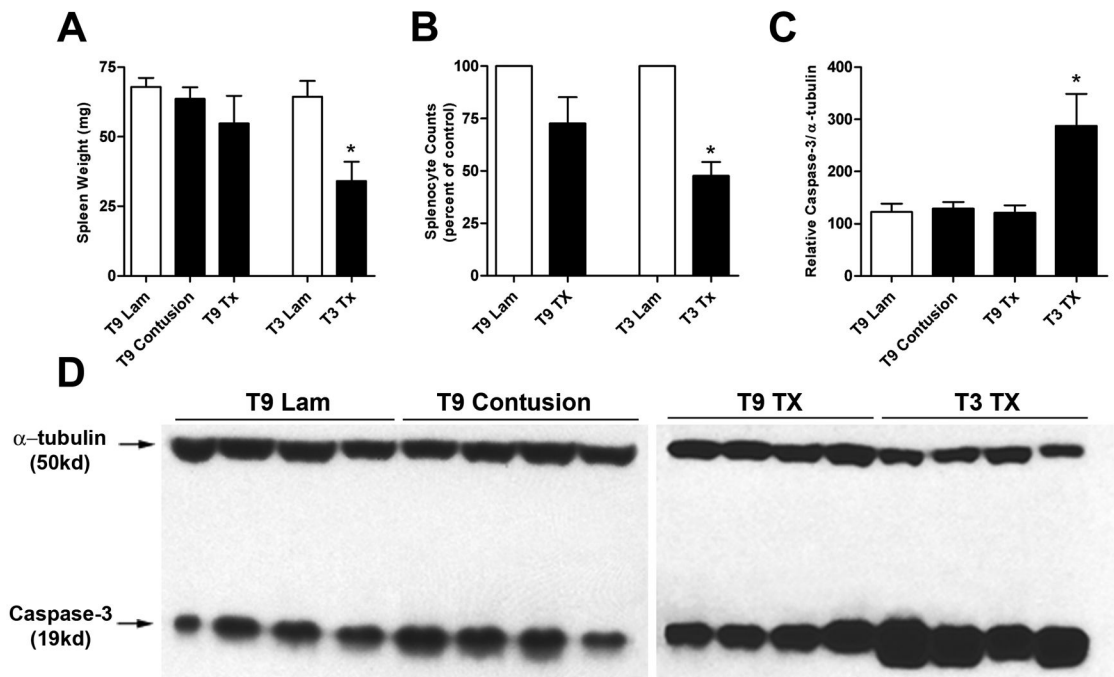 A
B
C
Spleen Weight (mg)
75
50
25
0
T9 Lam
T9 Contusion
T9 Tx
T3 Lam
*
T3 Tx
Splenocyte Counts
(percent of control)
100
75
50
25
0
T9 Lam
T9 TX
T3 Lam
*
T3 TX
Relative Caspase-3/α-tubulin
400
300
200
100
0
T9 Lam
T9 Contusion
T9 Tx
*
T3 TX
D
T9 Lam
T9 Contusion
T9 TX
T3 TX
α–tubulin
(50kd)
Caspase-3
(19kd)